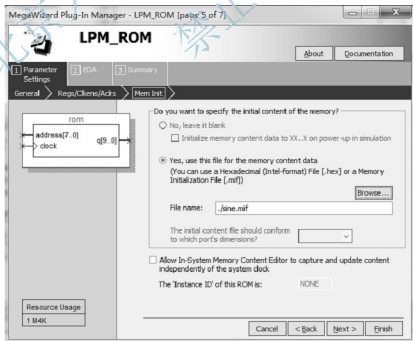 MegaWizard Plug-In Manager - LPM_ROM [page 5 of 7]
LPM_ROM
About
Documentation
1 Parameter Settings
2 EDA
3 Summary
General
Regs/Clkens/Aclrs
Mem Init
rom
address[7..0]
q[9..0]
clock
Do you want to specify the initial content of the memory?
No, leave it blank
Initialize memory content data to XX...X on power-up in simulation
Yes, use this file for the memory content data
(You can use a Hexadecimal (Intel-format) File [.hex] or a Memory
Initialization File [.mif])
Browse...
File name:
./sine.mif
The initial content file should conform
to which port's dimensions?
Allow In-System Memory Content Editor to capture and update content
independently of the system clock
The 'Instance ID' of this ROM is:
NONE
Resource Usage
1 M4K
Cancel
< Back
Next >
Finish